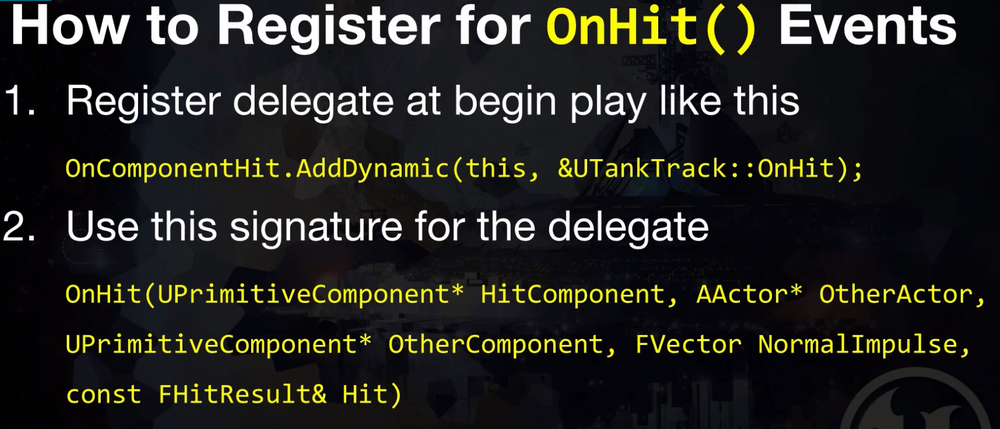 How to Register for OnHit() Events
1. Register delegate at begin play like this
OnComponentHit.AddDynamic(this, &UTankTrack::OnHit);
2. Use this signature for the delegate
OnHit(UPrimitiveComponent* HitComponent, AActor* OtherActor,
UPrimitiveComponent* OtherComponent, FVector NormalImpulse,
const FHitResult& Hit)